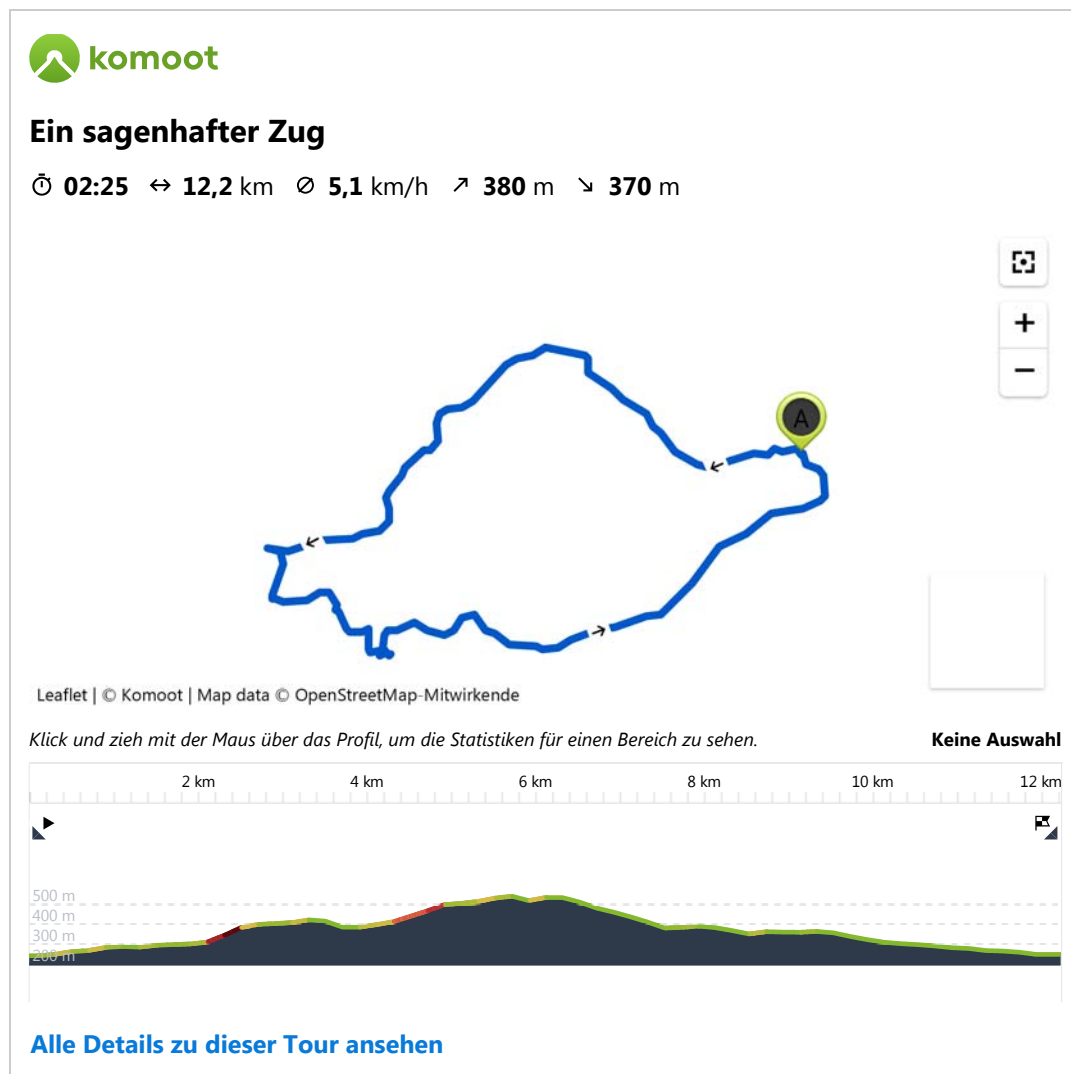 komoot
Ein sagenhafter Zug
02:25 ↔ 12,2 km ∅ 5,1 km/h ↗ 380 m ↘ 370 m
+
A
−
Leaflet | © Komoot | Map data © OpenStreetMap-Mitwirkende
Klick und zieh mit der Maus über das Profil, um die Statistiken für einen Bereich zu sehen. Keine Auswahl
2 km 4 km 6 km 8 km 10 km 12 km
500 m
400 m
300 m
200 m
Alle Details zu dieser Tour ansehen